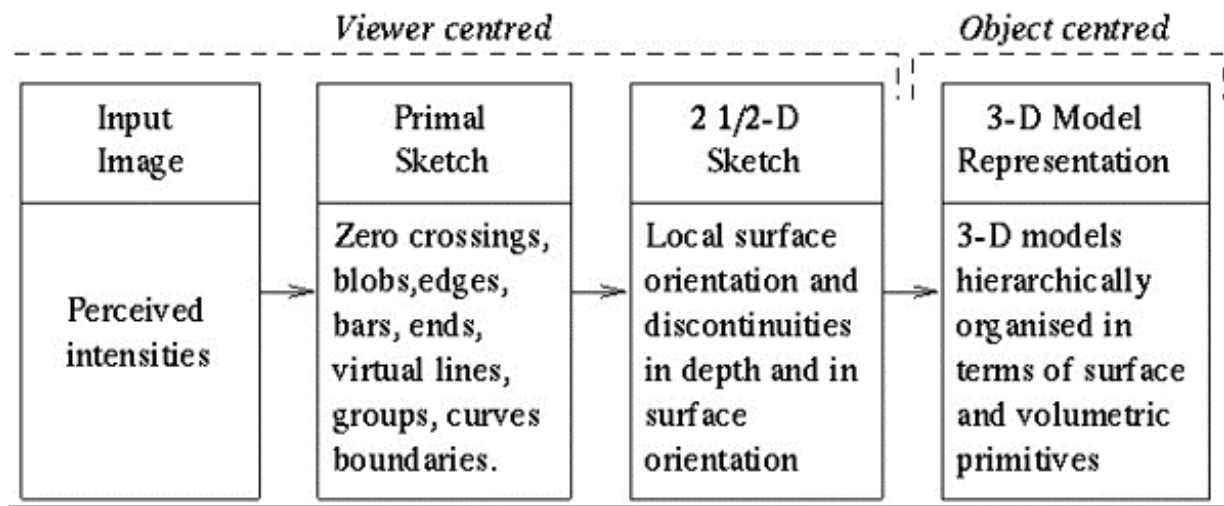 Viewer centred
Object centred
Input
Image
Perceived
intensities
Primal
Sketch
Zero crossings,
blobs,edges,
bars, ends,
virtual lines,
groups, curves
boundaries.
2 1/2-D
Sketch
Local surface
orientation and
discontinuities
in depth and in
surface
orientation
3-D Model
Representation
3-D models
hierarchically
organised in
terms of surface
and volumetric
primitives